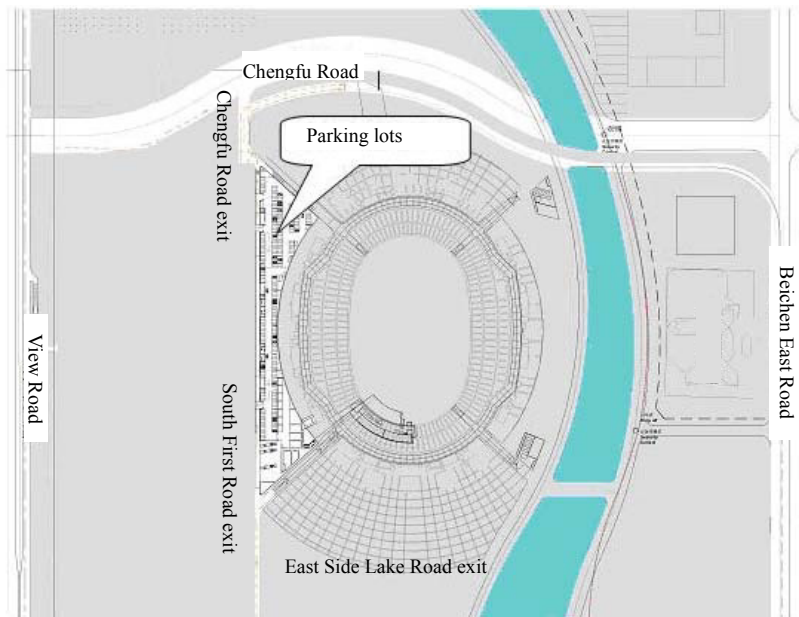 Chengfu Road
Chengfu Road exit
Parking lots
View Road
Beichen East Road
South First Road exit
East Side Lake Road exit